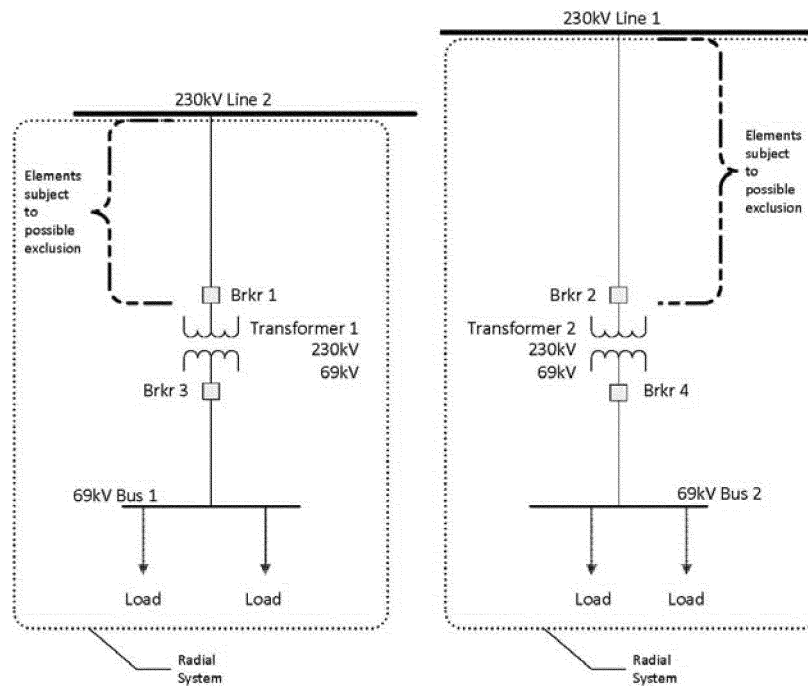 230kV Line 1
230kV Line 2
Elements
subject
to
possible
exclusion
Elements
subject
to
possible
exclusion
Brkr 1
Brkr 2
Transformer 1
230kV
69kV
Transformer 2
230kV
69kV
Brkr 3
Brkr 4
69kV Bus 1
69kV Bus 2
Load
Load
Load
Load
Radial
System
Radial
System